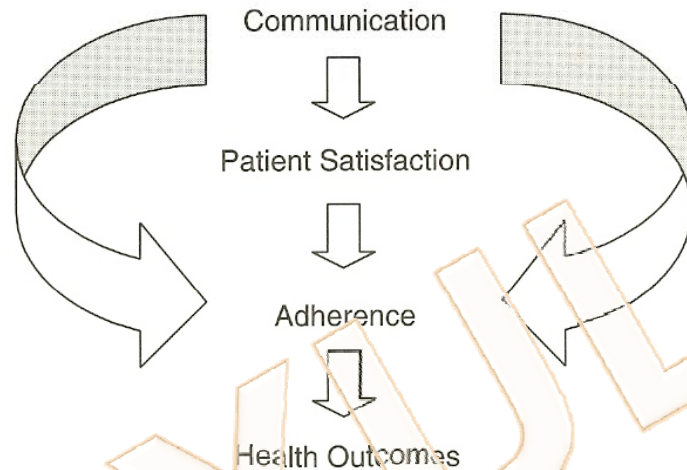 Communication
Patient Satisfaction
Adherence
Health Outcomes